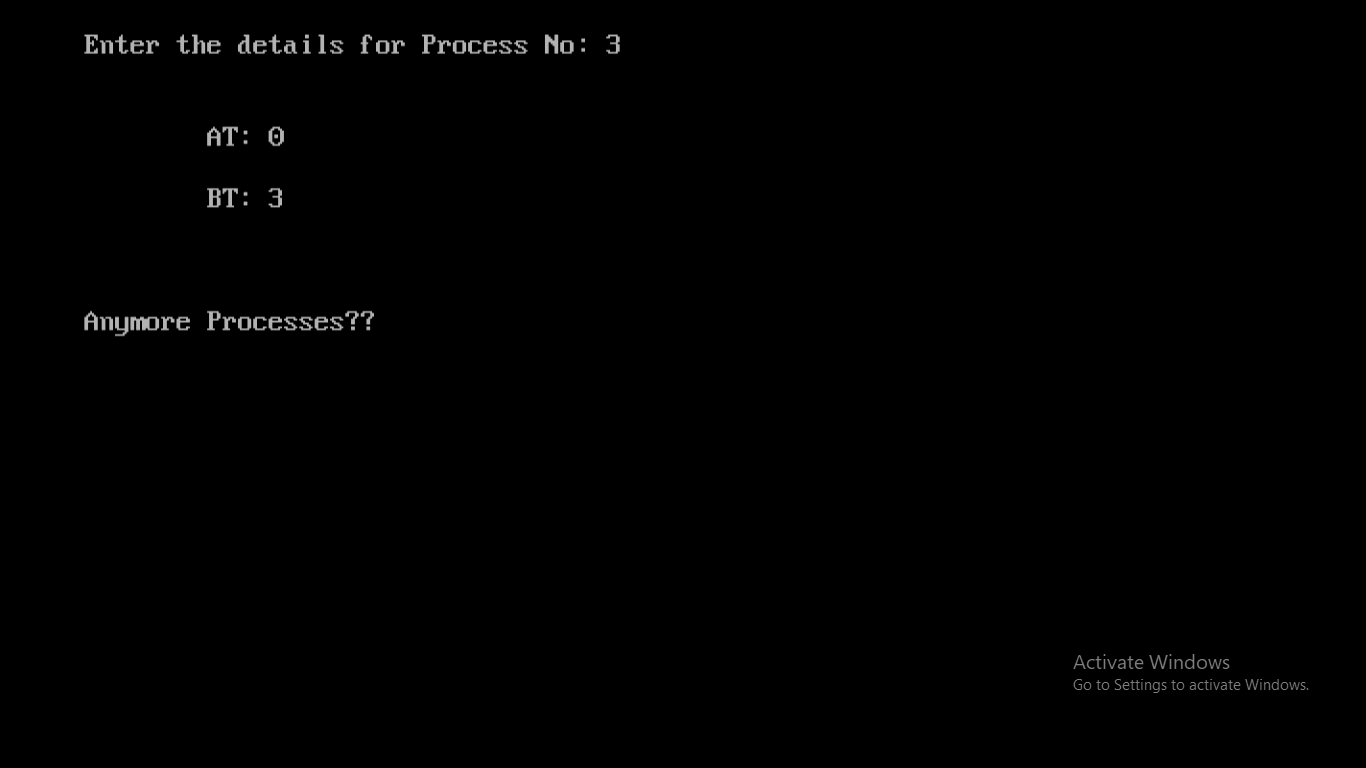 Enter the details for Process No: 3
AT: 0
BT: 3
Anymore Processes??
Activate Windows
Go to Settings to activate Windows.